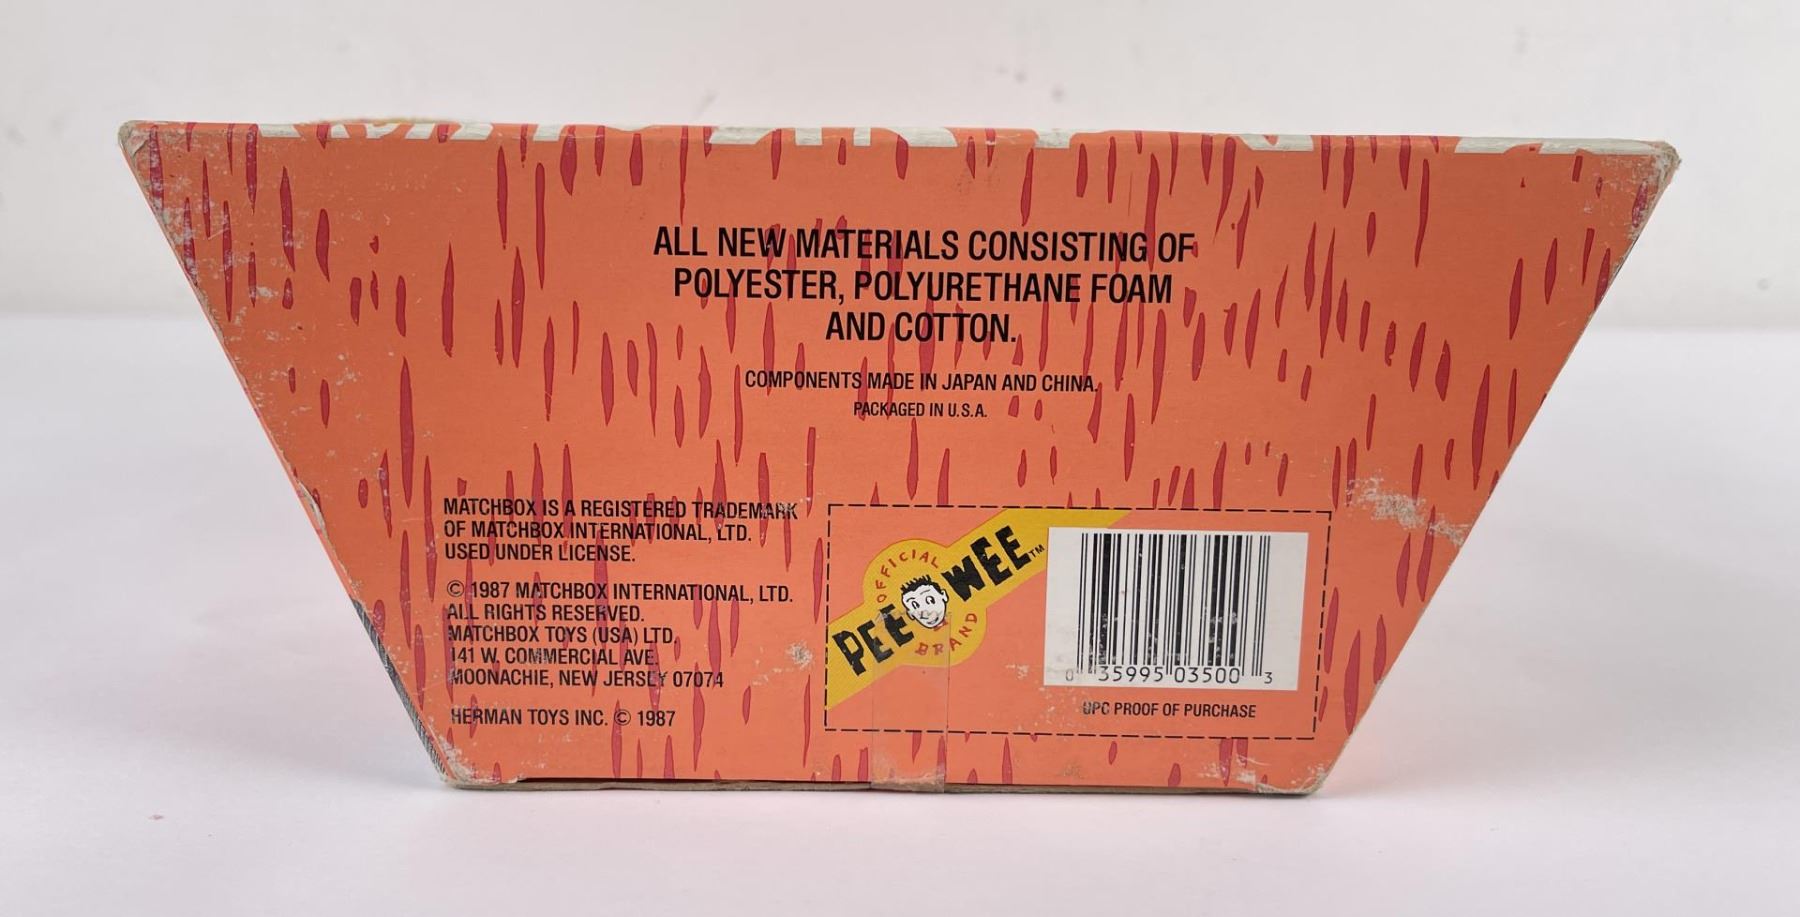 ALL NEW MATERIALS CONSISTING OF
POLYESTER, POLYURETHANE FOAM
AND COTTON.
COMPONENTS MADE IN JAPAN AND CHINA.
PACKAGED IN U.S.A.
MATCHBOX IS A REGISTERED TRADEMARK
OF MATCHBOX INTERNATIONAL, LTD.
USED UNDER LICENSE.
© 1987 MATCHBOX INTERNATIONAL, LTD.
ALL RIGHTS RESERVED.
MATCHBOX TOYS (USA) LTD.
141 W. COMMERCIAL AVE.
MOONACHIE, NEW JERSEY 07074
HERMAN TOYS INC. © 1987
OFFICIAL
PEE WEE™
BRAND
0 35995 03500 3
UPC PROOF OF PURCHASE